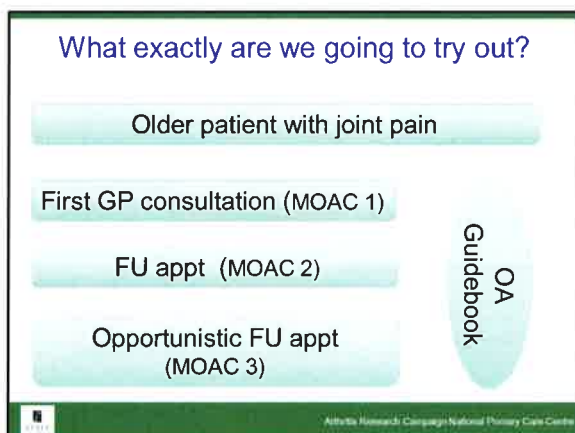 What exactly are we going to try out?
Older patient with joint pain
First GP consultation (MOAC 1)
FU appt (MOAC 2)
Opportunistic FU appt
(MOAC 3)
OA
Guidebook
Arthritis Research Campaign National Primary Care Centre